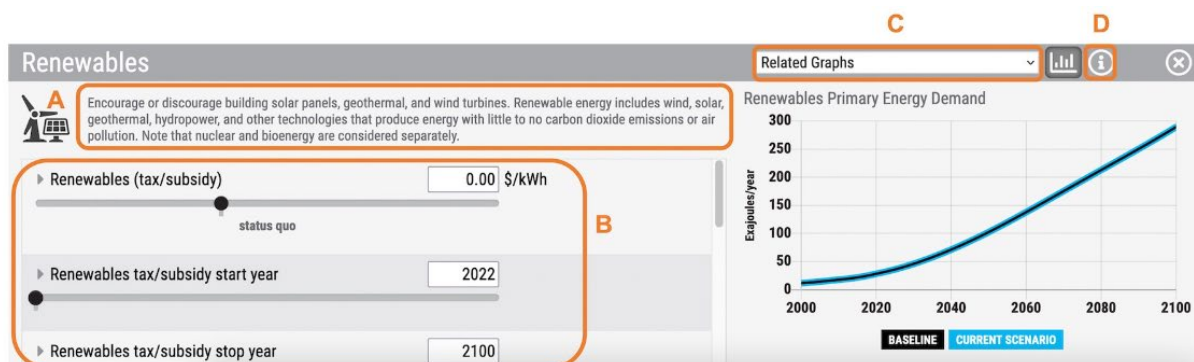 C
D
Renewables
Related Graphs
A
Encourage or discourage building solar panels, geothermal, and wind turbines. Renewable energy includes wind, solar,
geothermal, hydropower, and other technologies that produce energy with little to no carbon dioxide emissions or air
pollution. Note that nuclear and bioenergy are considered separately.
Renewables (tax/subsidy) 0.00 $/kWh
status quo
B
Renewables tax/subsidy start year 2022
Renewables tax/subsidy stop year 2100
Renewables Primary Energy Demand
Exajoules/year
300
250
200
150
100
50
0
2000 2020 2040 2060 2080 2100
BASELINE CURRENT SCENARIO